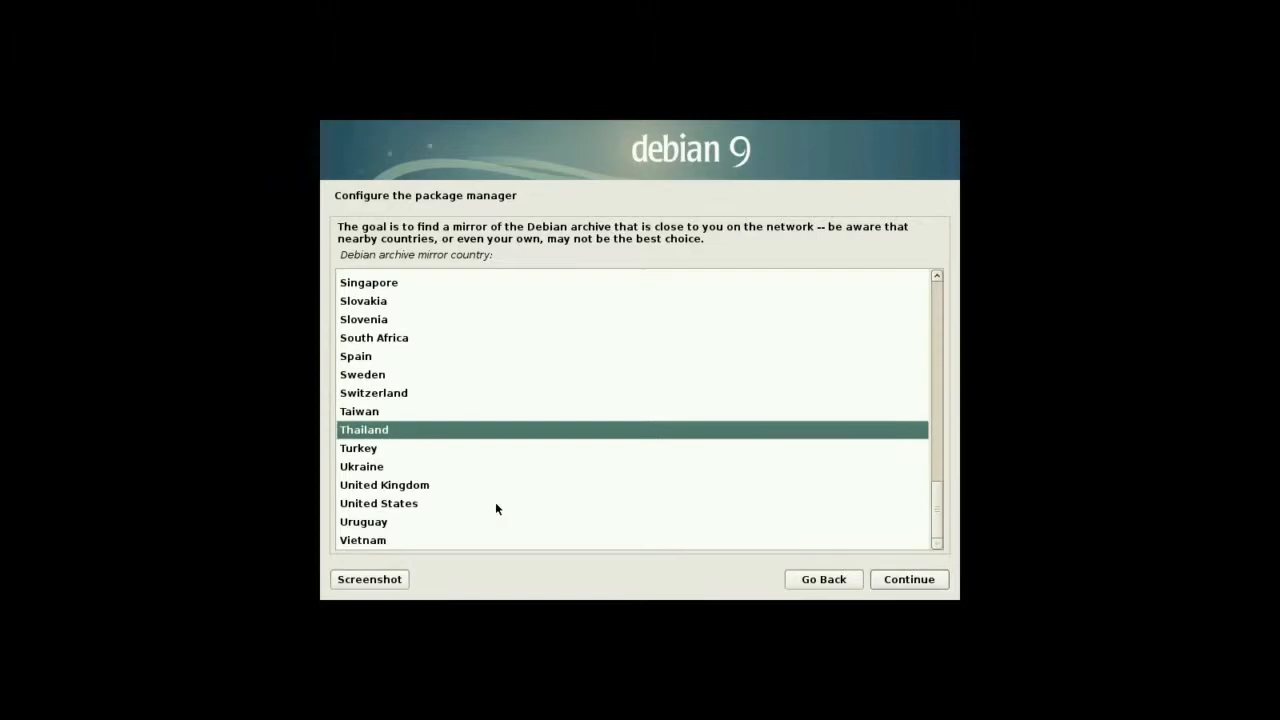 debian 9
Configure the package manager
The goal is to find a mirror of the Debian archive that is close to you on the network -- be aware that
nearby countries, or even your own, may not be the best choice.
Debian archive mirror country:
Singapore
Slovakia
Slovenia
South Africa
Spain
Sweden
Switzerland
Taiwan
Thailand
Turkey
Ukraine
United Kingdom
United States
Uruguay
Vietnam
Screenshot
Go Back
Continue